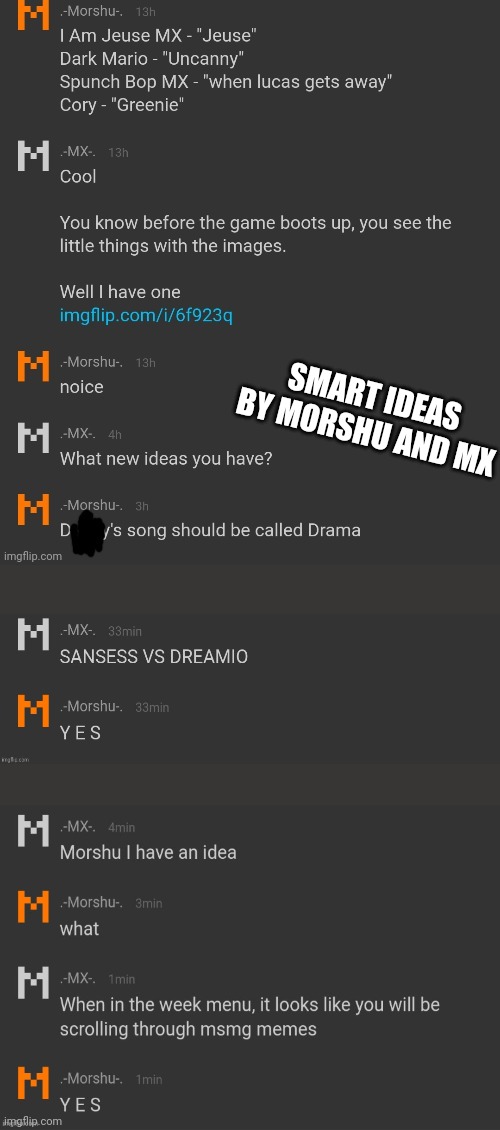 .-Morshu-. 13h
I Am Jeuse MX - "Jeuse"
Dark Mario - "Uncanny"
Spunch Bop MX - "when lucas gets away"
Cory - "Greenie"
.-MX-. 13h
Cool
You know before the game boots up, you see the
little things with the images.
Well I have one
imgflip.com/i/6f923q
.-Morshu-. 13h
noice
SMART IDEAS
BY MORSHU AND MX
.-MX-. 4h
What new ideas you have?
.-Morshu-. 3h
D y's song should be called Drama
imgflip.com
.-MX-. 33min
SANSESS VS DREAMIO
.-Morshu-. 33min
Y E S
imgflip.com
.-MX-. 4min
Morshu I have an idea
.-Morshu-. 3min
what
.-MX-. 1min
When in the week menu, it looks like you will be
scrolling through msmg memes
.-Morshu-. 1min
Y E S
imgflip.com